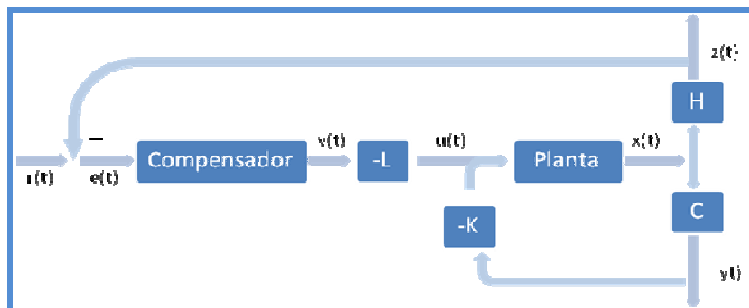 z(t)
H
–
Compensador
v(t)
-L
u(t)
Planta
x(t)
r(t)
e(t)
C
-K
y(t)